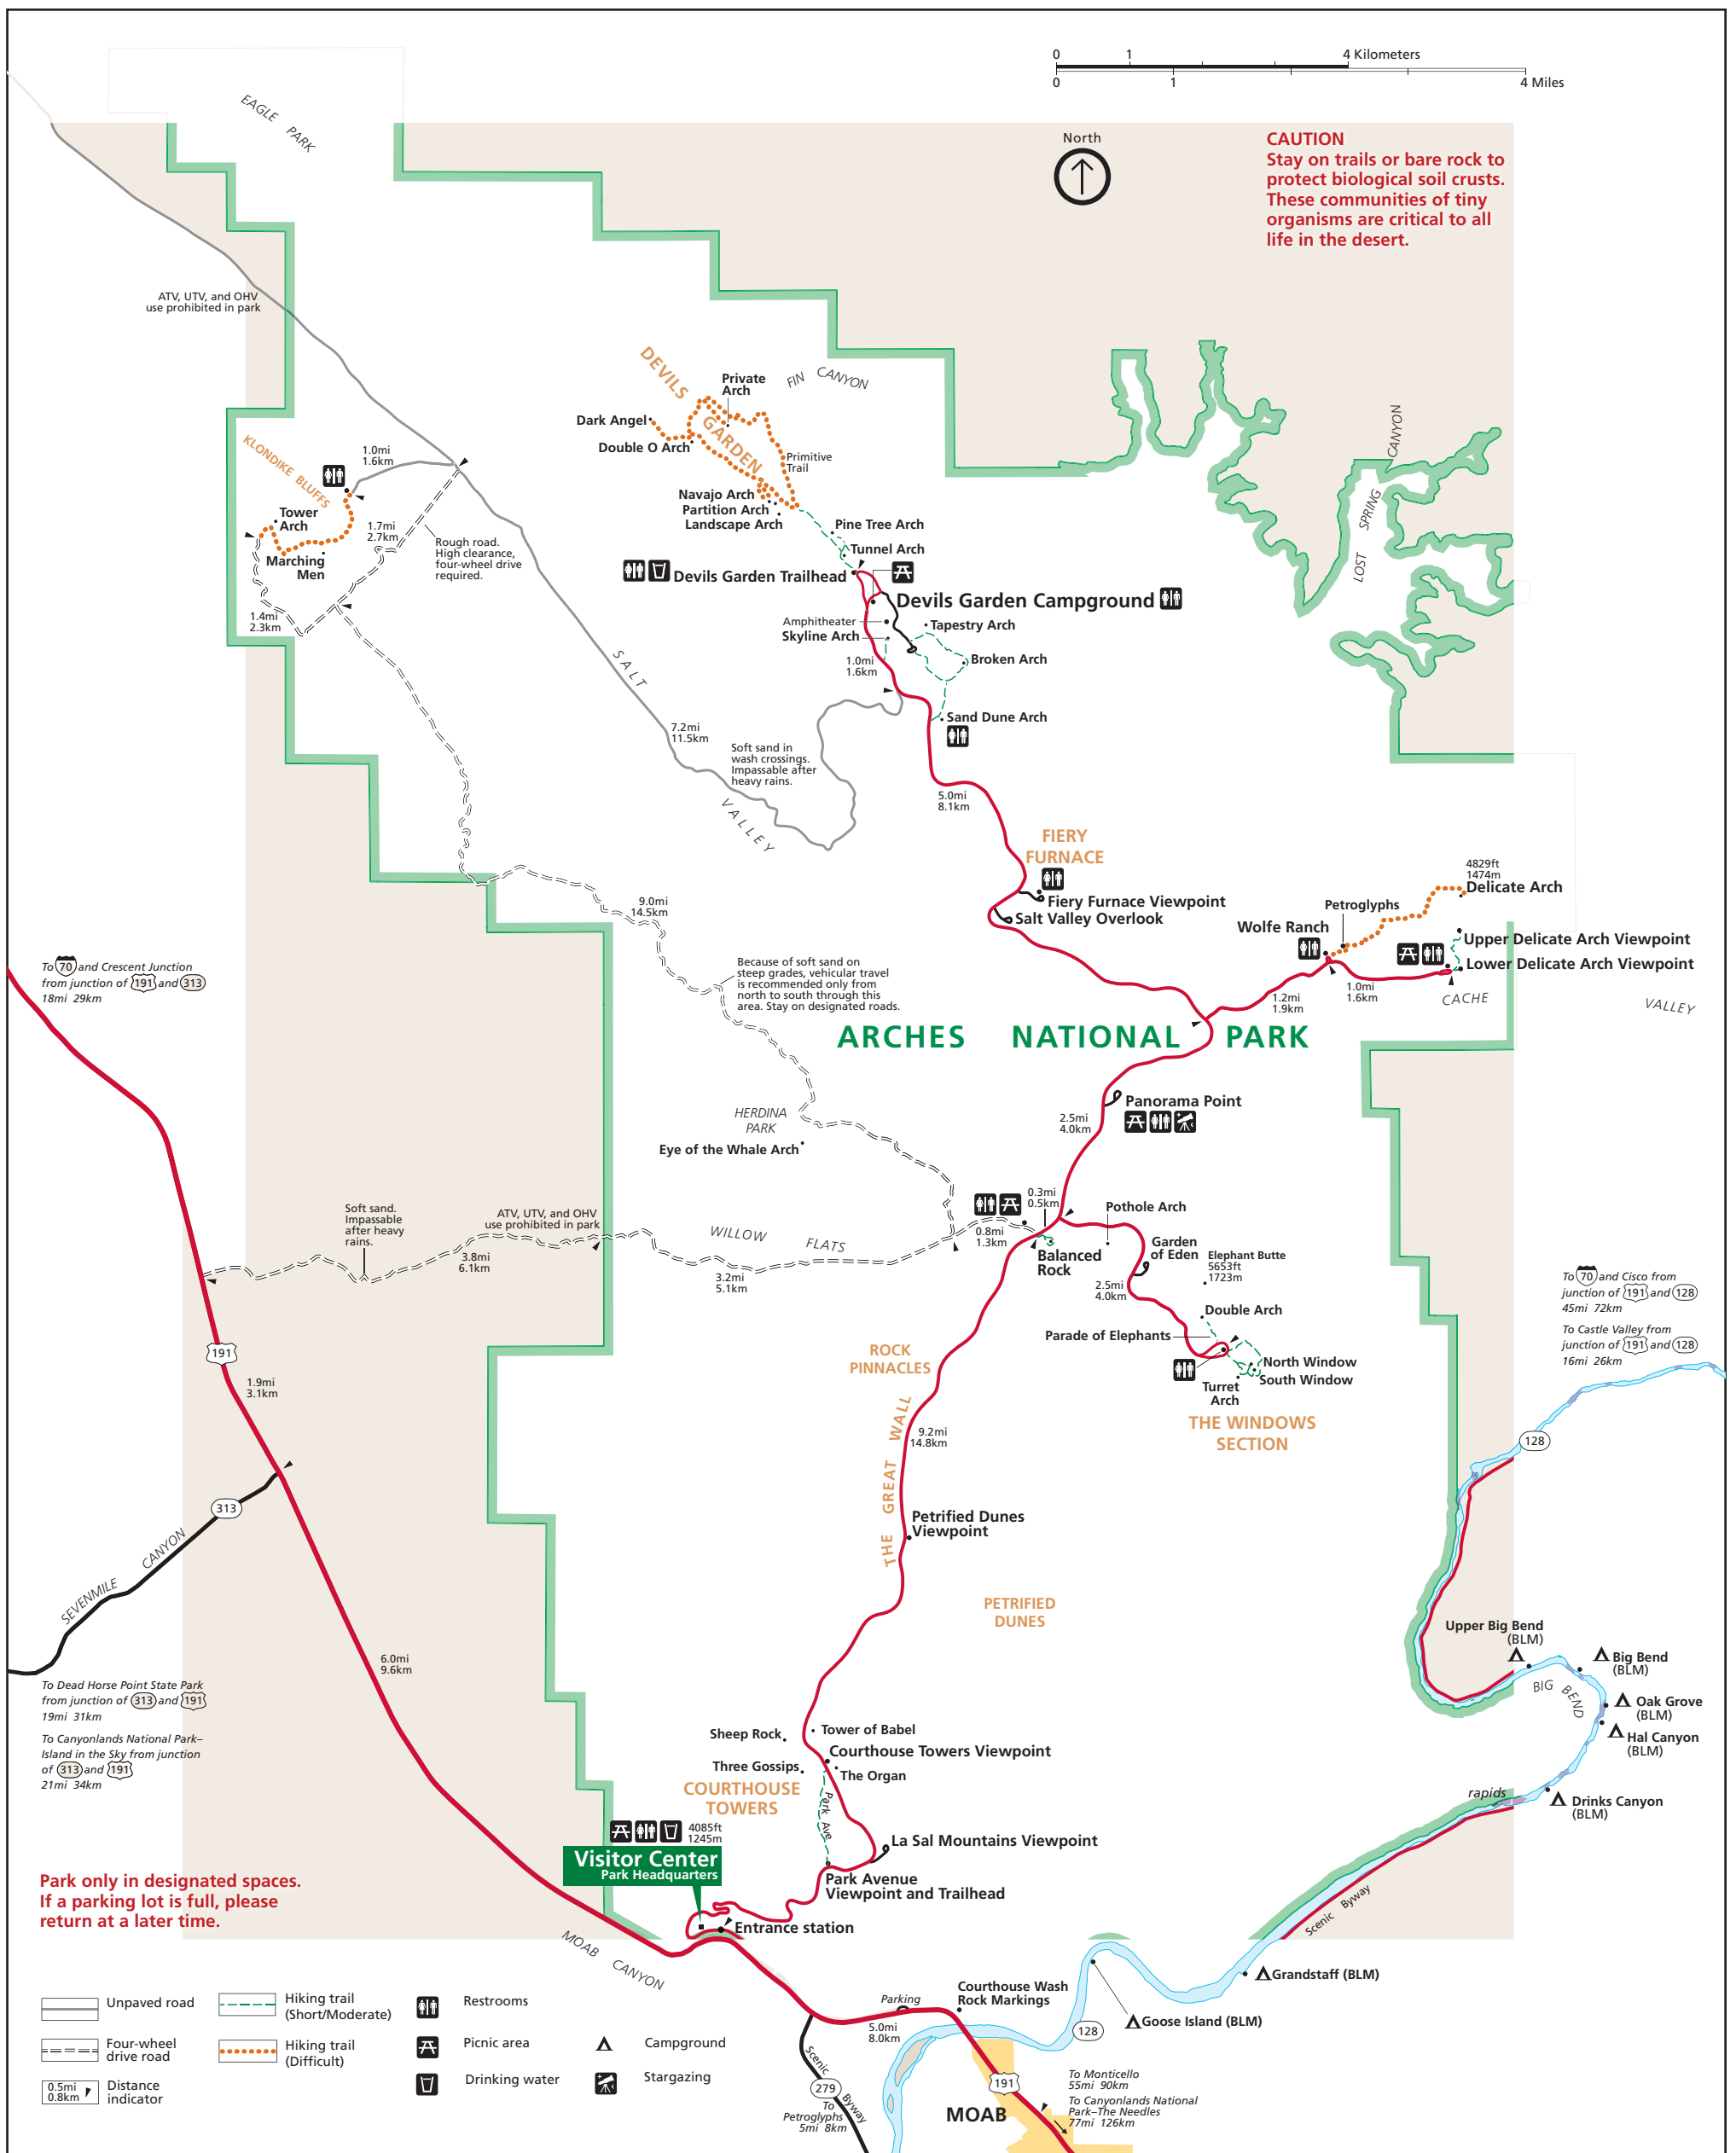 0 1 4 Kilometers
0 1 4 Miles
North
CAUTION
Stay on trails or bare rock to
protect biological soil crusts.
These communities of tiny
organisms are critical to all
life in the desert.
EAGLE PARK
ATV, UTV, and OHV
use prohibited in park
DEVILS
GARDEN
Private
Arch
FIN CANYON
Dark Angel
Double O Arch
Primitive
Trail
Navajo Arch
Partition Arch
Landscape Arch
Pine Tree Arch
Tunnel Arch
Devils Garden Trailhead
Devils Garden Campground
Amphitheater
Skyline Arch
Tapestry Arch
Broken Arch
1.0mi
1.6km
Sand Dune Arch
KLONDIKE BLUFFS
1.0mi
1.6km
Tower
Arch
Marching
Men
1.7mi
2.7km
Rough road.
High clearance,
four-wheel drive
required.
1.4mi
2.3km
LOST SPRING CANYON
SALT
VALLEY
7.2mi
11.5km
Soft sand in
wash crossings.
Impassable after
heavy rains.
5.0mi
8.1km
FIERY
FURNACE
Fiery Furnace Viewpoint
Salt Valley Overlook
4829ft
1474m
Delicate Arch
Petroglyphs
Wolfe Ranch
Upper Delicate Arch Viewpoint
Lower Delicate Arch Viewpoint
1.0mi
1.6km
1.2mi
1.9km
CACHE
VALLEY
9.0mi
14.5km
Because of soft sand on
steep grades, vehicular travel
is recommended only from
north to south through this
area. Stay on designated roads.
To 70 and Crescent Junction
from junction of 191 and 313
18mi 29km
ARCHES NATIONAL PARK
Panorama Point
2.5mi
4.0km
HERDINA
PARK
Eye of the Whale Arch
0.3mi
0.5km
0.8mi
1.3km
Balanced
Rock
Pothole Arch
Garden
of Eden
Elephant Butte
5653ft
1723m
2.5mi
4.0km
Double Arch
Parade of Elephants
North Window
South Window
Turret
Arch
THE WINDOWS
SECTION
Soft sand.
Impassable
after heavy
rains.
ATV, UTV, and OHV
use prohibited in park
3.8mi
6.1km
WILLOW FLATS
3.2mi
5.1km
191
1.9mi
3.1km
313
SEVENMILE CANYON
ROCK
PINNACLES
THE GREAT WALL
9.2mi
14.8km
Petrified Dunes
Viewpoint
PETRIFIED
DUNES
To 70 and Cisco from
junction of 191 and 128
45mi 72km
To Castle Valley from
junction of 191 and 128
16mi 26km
128
6.0mi
9.6km
To Dead Horse Point State Park
from junction of 313 and 191
19mi 31km
To Canyonlands National Park–
Island in the Sky from junction
of 313 and 191
21mi 34km
Upper Big Bend
(BLM)
Big Bend
(BLM)
BIG BEND
Oak Grove
(BLM)
Hal Canyon
(BLM)
rapids
Drinks Canyon
(BLM)
Sheep Rock
Tower of Babel
Courthouse Towers Viewpoint
Three Gossips
The Organ
COURTHOUSE
TOWERS
Park Ave
La Sal Mountains Viewpoint
4085ft
1245m
Visitor Center
Park Headquarters
Park Avenue
Viewpoint and Trailhead
Entrance station
Park only in designated spaces.
If a parking lot is full, please
return at a later time.
MOAB CANYON
Scenic Byway
Grandstaff (BLM)
Goose Island (BLM)
128
Courthouse Wash
Rock Markings
Parking
5.0mi
8.0km
Scenic Byway
279
To
Petroglyphs
5mi 8km
191
MOAB
To Monticello
55mi 90km
To Canyonlands National
Park–The Needles
77mi 126km
Unpaved road
Four-wheel
drive road
0.5mi
0.8km
Distance
indicator
Hiking trail
(Short/Moderate)
Hiking trail
(Difficult)
Restrooms
Picnic area
Drinking water
Campground
Stargazing